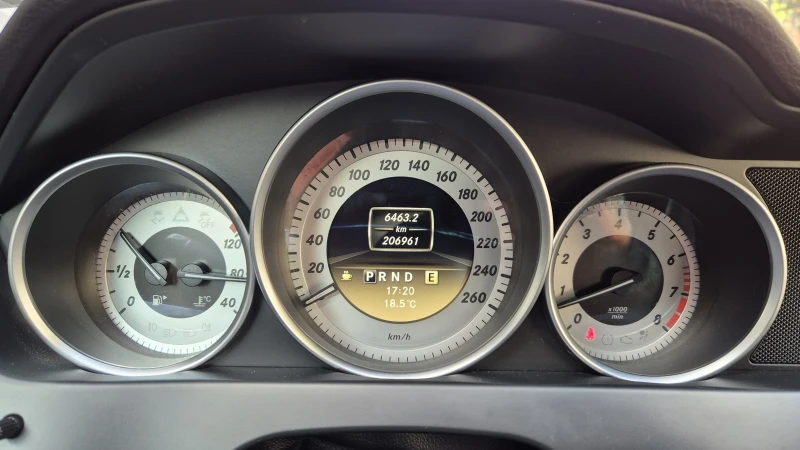 OFF
120
1/2
80
0
40
°C
0 20 40 60 80 100 120 140 160 180 200 220 240 260
6463.2
km
206961
P R N D E
17:20
18.5°C
km/h
0 1 2 3 4 5 6 7 8
x1000
min